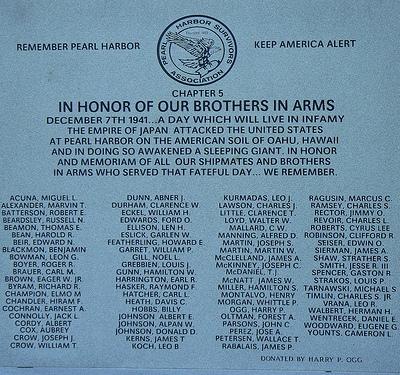 PEARL HARBOR SURVIVORS
ASSOCIATION
REMEMBER PEARL HARBOR
KEEP AMERICA ALERT
CHAPTER 5
IN HONOR OF OUR BROTHERS IN ARMS
DECEMBER 7TH 1941...A DAY WHICH WILL LIVE IN INFAMY
THE EMPIRE OF JAPAN ATTACKED THE UNITED STATES
AT PEARL HARBOR ON THE AMERICAN SOIL OF OAHU, HAWAII
AND IN DOING SO AWAKENED A SLEEPING GIANT. IN HONOR
AND MEMORIAM OF ALL OUR SHIPMATES AND BROTHERS
IN ARMS WHO SERVED THAT FATEFUL DAY... WE REMEMBER.
ACUNA, MIGUEL L.
ALEXANDER, MARVIN T.
BATTERSON, ROBERT E.
BEARDSLEY, RUSSELL N.
BEAMON, THOMAS E.
BEAN, HAROLD R.
BEIR, EDWARD N.
BLACKMON, BENJAMIN
BOWMAN, LEON G.
BOYER, ROGER R.
BRAUER, CARL M.
BROWN, EAGER W. JR
BYRAM, RICHARD R.
CHAMPION, ELMO M
CHANDLER, HIRAM F.
COCHRAN, EARNEST A
CONNOLLY, JACK L.
CORDY, ALBERT
COX, AUBREY
CROW, JOSEPH J.
CROW, WILLIAM T.
DUNN, ABNER J.
DURHAM, CLARENCE W.
ECKEL, WILLIAM H.
EDWARDS, FORD O.
ELLISON, LEN H.
ESLICK, GARLEN R.
FEATHERLING, HOWARD E.
GARRET, WILLIAM P.
GILL, NOEL L.
GREBBIEN, LOUIS J.
GUNN, HAMILTON W.
HARRINGTON, EARL R.
HASKER, RAYMOND F.
HATCHER, CARL L.
HEATH, DAVIS C.
HOBBS, BILLY
JOHNSON ALBERT E.
JOHNSON, ALPAN W.
JOHNSON, DONALD D.
KERNS, JAMES T
KOCH, LEO B
KURMADAS, LEO J.
LAWSON, CHARLES J.
LITTLE, CLARENCE T.
LOYD, WALTER W.
MALLARD, C.W.
MANNING, ALFRED D.
MARTIN, JOSEPH S.
MARTIN, MARTIN W.
McCLELLAND, JAMES A.
McKINNEY, JOSEPH C.
McDANIEL, T.J.
McNATT, JAMES W.
MILLER, HAMILTON S.
MONTALVO, HENRY
MORGAN, WHITTLE P.
OGG, HARRY P.
OLTMAN, FOREST A.
PARSONS, JOHN C.
PEREZ, JOSE A.
PETERSEN, WALLACE T.
RABALAIS, JAMES P.
RAGUSIN, MARCUS C.
RAMSEY, CHARLES S.
RECTOR, JIMMY O.
REVOIR, CHARLES L.
ROBERTS, CYRUS LEE
ROBISON, CLIFFORD D.
SEISER, EDWIN O.
SIERMAN, JAMES A.
SHAW, STRATHER S.
SMITH, JESSE R. III
SPENCER, GASTON R
STRAKOS, LOUIS P.
TARNAWSKI, MICHAEL S
TIMLIN, CHARLES S. JR
VRANA, LEO R.
WALBERT, HERMAN H.
WENTRECEK, DANIEL E.
WOODWARD, EUGENE G.
YOUNTS, CAMERON L.
DONATED BY HARRY P. OGG